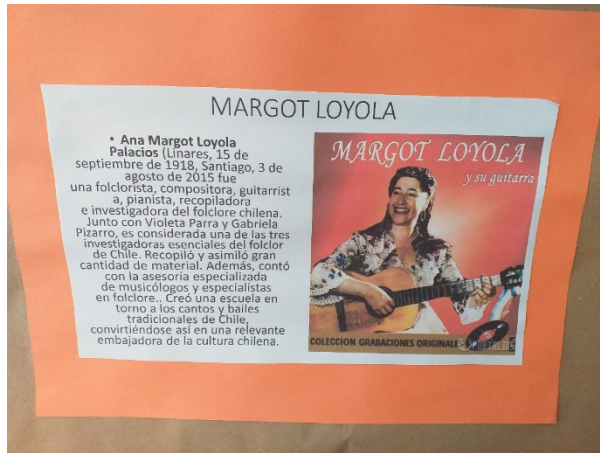 MARGOT LOYOLA
• Ana Margot Loyola
Palacios (Linares, 15 de
septiembre de 1918, Santiago, 3 de
agosto de 2015 fue
una folclorista, compositora, guitarrist
a, pianista, recopiladora
e investigadora del folclore chilena.
Junto con Violeta Parra y Gabriela
Pizarro, es considerada una de las tres
investigadoras esenciales del folclor
de Chile. Recopiló y asimiló gran
cantidad de material. Además, contó
con la asesoría especializada
de musicólogos y especialistas
en folclore.. Creó una escuela en
torno a los cantos y bailes
tradicionales de Chile,
convirtiéndose así en una relevante
embajadora de la cultura chilena.
MARGOT LOYOLA
y su guitarra
COLECCION GRABACIONES ORIGINALES